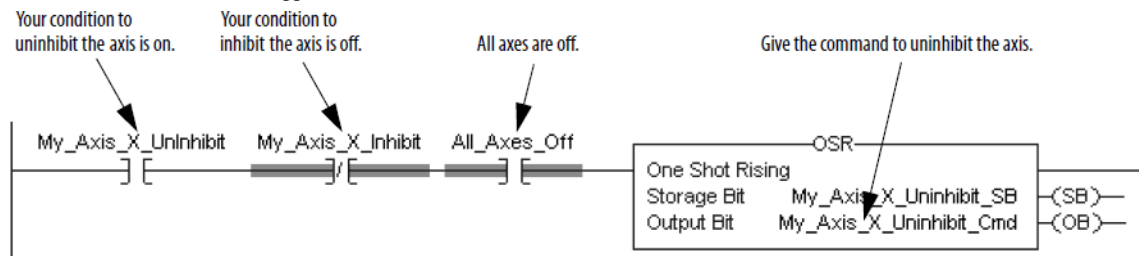 Your condition to
uninhibit the axis is on.
Your condition to
inhibit the axis is off.
All axes are off.
Give the command to uninhibit the axis.
My_Axis_X_UnInhibit
My_Axis_X_Inhibit
All_Axes_Off
OSR
One Shot Rising
Storage Bit My_Axis_X_Uninhibit_SB
(SB)
Output Bit My_Axis_X_Uninhibit_Cmd
(OB)